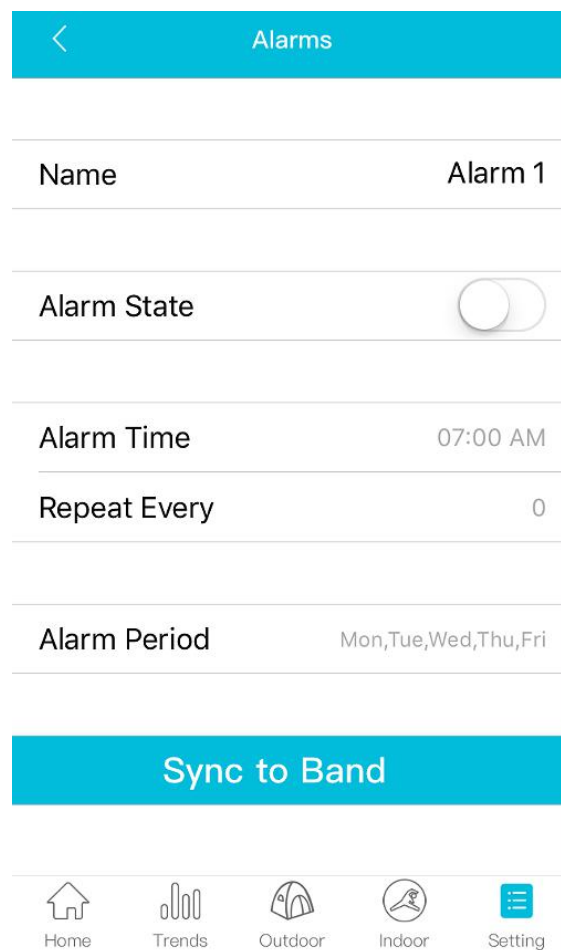 Alarms
Name Alarm 1
Alarm State
Alarm Time 07:00 AM
Repeat Every 0
Alarm Period Mon,Tue,Wed,Thu,Fri
Sync to Band
Home Trends Outdoor Indoor Setting